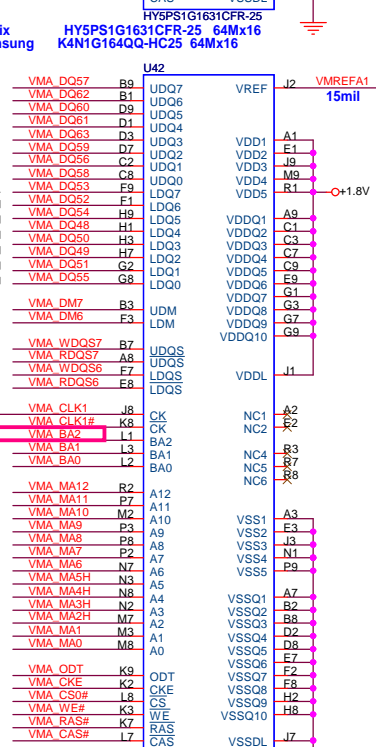 CAS VSSDL
HY5PS1G1631CFR-25
ix HY5PS1G1631CFR-25 64Mx16
nsung K4N1G164QQ-HC25 64Mx16
U42
VMA_DQ57 B9 UDQ7 VREF J2 VMREFA1
VMA_DQ62 B1 UDQ6 15mil
VMA_DQ60 D9 UDQ5
VMA_DQ61 D1 UDQ4
VMA_DQ63 D3 UDQ3 VDD1 A1
VMA_DQ59 D7 UDQ2 VDD2 E1
VMA_DQ56 C2 UDQ1 VDD3 J9
VMA_DQ58 C8 UDQ0 VDD4 M9
VMA_DQ53 F9 LDQ7 VDD5 R1 +1.8V
VMA_DQ52 F1 LDQ6
VMA_DQ54 H9 LDQ5 VDDQ1 A9
VMA_DQ48 H1 LDQ4 VDDQ2 C1
VMA_DQ50 H3 LDQ3 VDDQ3 C3
VMA_DQ49 H7 LDQ2 VDDQ4 C7
VMA_DQ51 G2 LDQ1 VDDQ5 C9
VMA_DQ55 G8 LDQ0 VDDQ6 E9
VDDQ7 G1
VMA_DM7 B3 UDM VDDQ8 G3
VMA_DM6 F3 LDM VDDQ9 G7
VDDQ10 G9
VMA_WDQS7 B7 UDQS
VMA_RDQS7 A8 UDQS
VMA_WDQS6 F7 LDQS VDDL J1
VMA_RDQS6 E8 LDQS
VMA_CLK1 J8 CK NC1 A2
VMA_CLK1# K8 CK NC2 E2
VMA_BA2 L1 BA2
VMA_BA1 L3 BA1 NC4 R3
VMA_BA0 L2 BA0 NC5 R7
NC6 R8
VMA_MA12 R2 A12
VMA_MA11 P7 A11
VMA_MA10 M2 A10 VSS1 A3
VMA_MA9 P3 A9 VSS2 E3
VMA_MA8 P8 A8 VSS3 J3
VMA_MA7 P2 A7 VSS4 N1
VMA_MA6 N7 A6 VSS5 P9
VMA_MA5H N3 A5
VMA_MA4H N8 A4 VSSQ1 A7
VMA_MA3H N2 A3 VSSQ2 B2
VMA_MA2H M7 A2 VSSQ3 B8
VMA_MA1 M3 A1 VSSQ4 D2
VMA_MA0 M8 A0 VSSQ5 D8
VSSQ6 E7
VMA_ODT K9 ODT VSSQ7 F2
VMA_CKE K2 CKE VSSQ8 F8
VMA_CS0# L8 CS VSSQ9 H2
VMA_WE# K3 WE VSSQ10 H8
VMA_RAS# K7 RAS
VMA_CAS# L7 CAS VSSDL J7